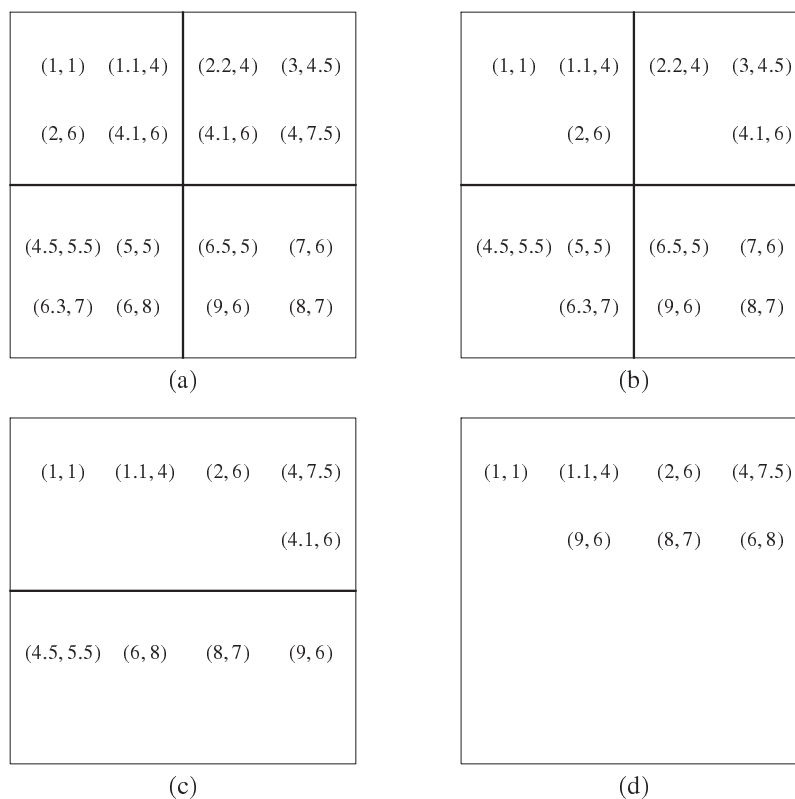 (1, 1) (1.1, 4) (2.2, 4) (3, 4.5)
(2, 6) (4.1, 6) (4.1, 6) (4, 7.5)
(4.5, 5.5) (5, 5) (6.5, 5) (7, 6)
(6.3, 7) (6, 8) (9, 6) (8, 7)
(a)
(1, 1) (1.1, 4) (2.2, 4) (3, 4.5)
(2, 6) (4.1, 6)
(4.5, 5.5) (5, 5) (6.5, 5) (7, 6)
(6.3, 7) (9, 6) (8, 7)
(b)
(1, 1) (1.1, 4) (2, 6) (4, 7.5)
(4.1, 6)
(4.5, 5.5) (6, 8) (8, 7) (9, 6)
(c)
(1, 1) (1.1, 4) (2, 6) (4, 7.5)
(9, 6) (8, 7) (6, 8)
(d)